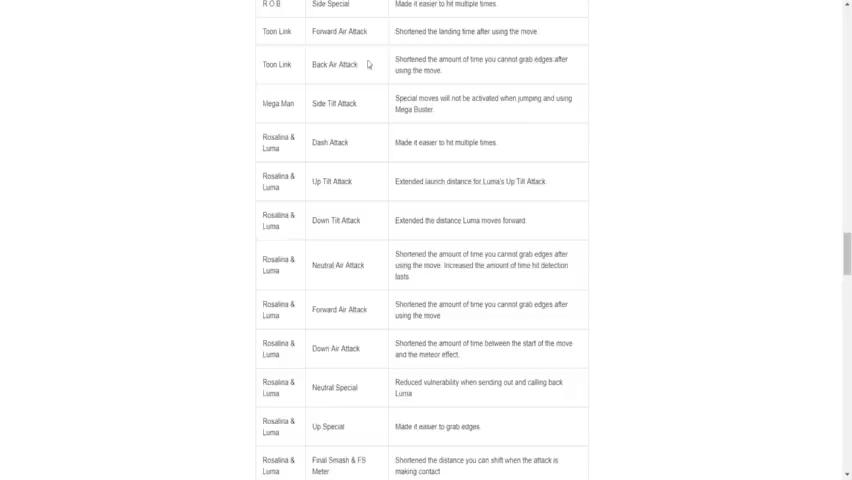 R O B Side Special Made it easier to hit multiple times.
Toon Link Forward Air Attack Shortened the landing time after using the move.
Toon Link Back Air Attack Shortened the amount of time you cannot grab edges after
using the move.
Mega Man Side Tilt Attack Special moves will not be activated when jumping and using
Mega Buster.
Rosalina &
Luma Dash Attack Made it easier to hit multiple times.
Rosalina &
Luma Up Tilt Attack Extended launch distance for Luma's Up Till Attack.
Rosalina &
Luma Down Tilt Attack Extended the distance Luma moves forward.
Rosalina &
Luma Neutral Air Attack Shortened the amount of time you cannot grab edges after
using the move. Increased the amount of time hit detection
lasts.
Rosalina &
Luma Forward Air Attack Shortened the amount of time you cannot grab edges after
using the move
Rosalina &
Luma Down Air Attack Shortened the amount of time between the start of the move
and the meteor effect.
Rosalina &
Luma Neutral Special Reduced vulnerability when sending out and calling back
Luma
Rosalina &
Luma Up Special Made it easier to grab edges.
Rosalina &
Luma Final Smash & FS
Meter Shortened the distance you can shift when the attack is
making contact